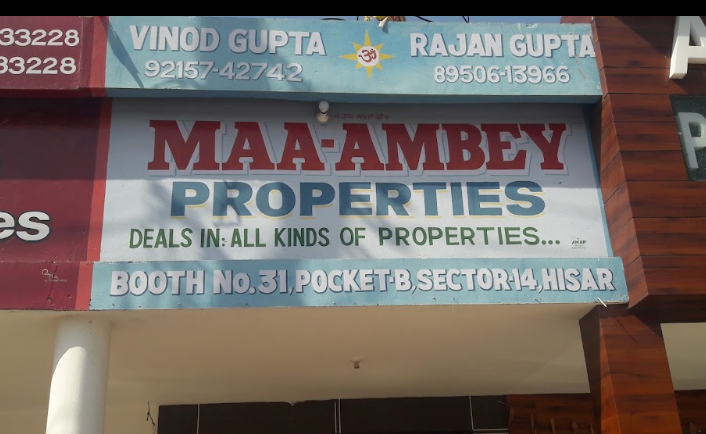 33228
33228
VINOD GUPTA
92157-42742
ॐ
RAJAN GUPTA
89506-13966
MAA-AMBEY
PROPERTIES
DEALS IN: ALL KINDS OF PROPERTIES...
BOOTH No. 31, POCKET-B, SECTOR-14, HISAR
es
A
P